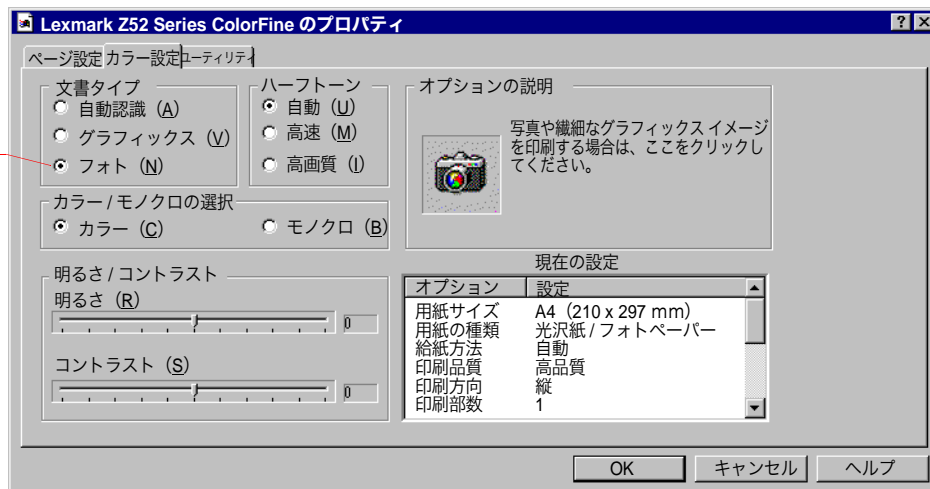 Lexmark Z52 Series ColorFine のプロパティ
ページ設定 カラー設定 ユーティリティ
文書タイプ
自動認識（A）
グラフィックス（V）
フォト（N）
ハーフトーン
自動（U）
高速（M）
高画質（I）
オプションの説明
写真や繊細なグラフィックス イメージ
を印刷する場合は、ここをクリックし
てください。
カラー / モノクロの選択
カラー（C）
モノクロ（B）
明るさ / コントラスト
明るさ（R）
0
コントラスト（S）
0
現在の設定
オプション 設定
用紙サイズ A4（210 x 297 mm）
用紙の種類 光沢紙 / フォトペーパー
給紙方法 自動
印刷品質 高品質
印刷方向 縦
印刷部数 1
OK キャンセル ヘルプ